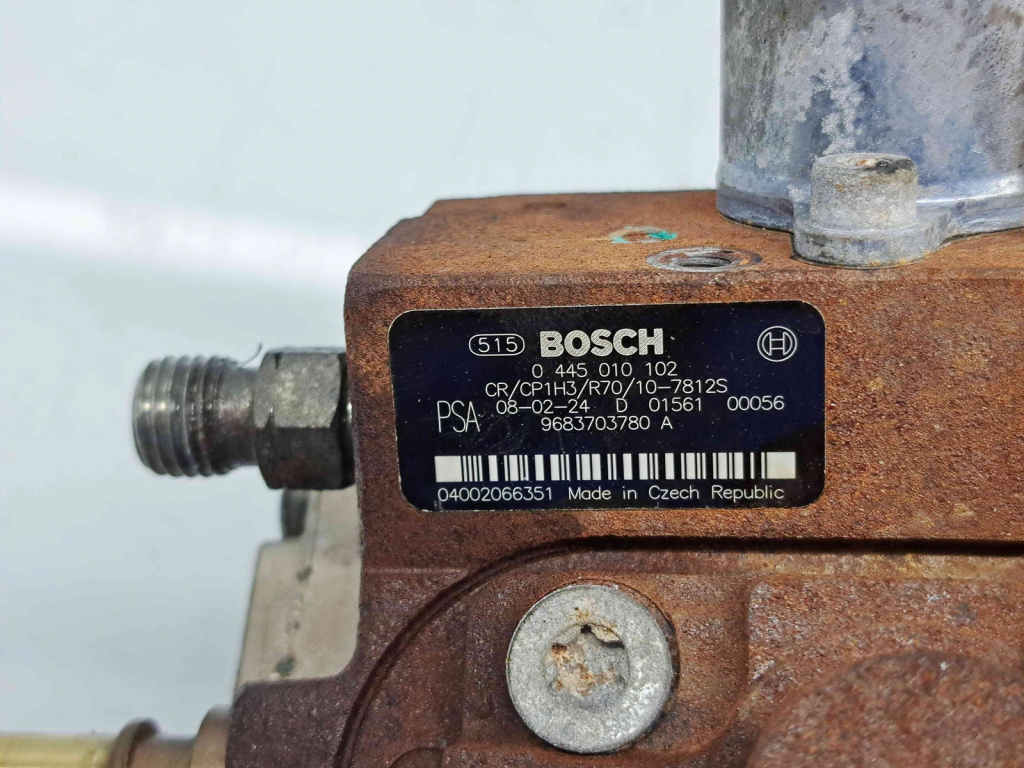 515 BOSCH
0 445 010 102
CR/CP1H3/R70/10-7812S
PSA 08-02-24 D 01561 00056
9683703780 A
04002066351 Made in Czech Republic